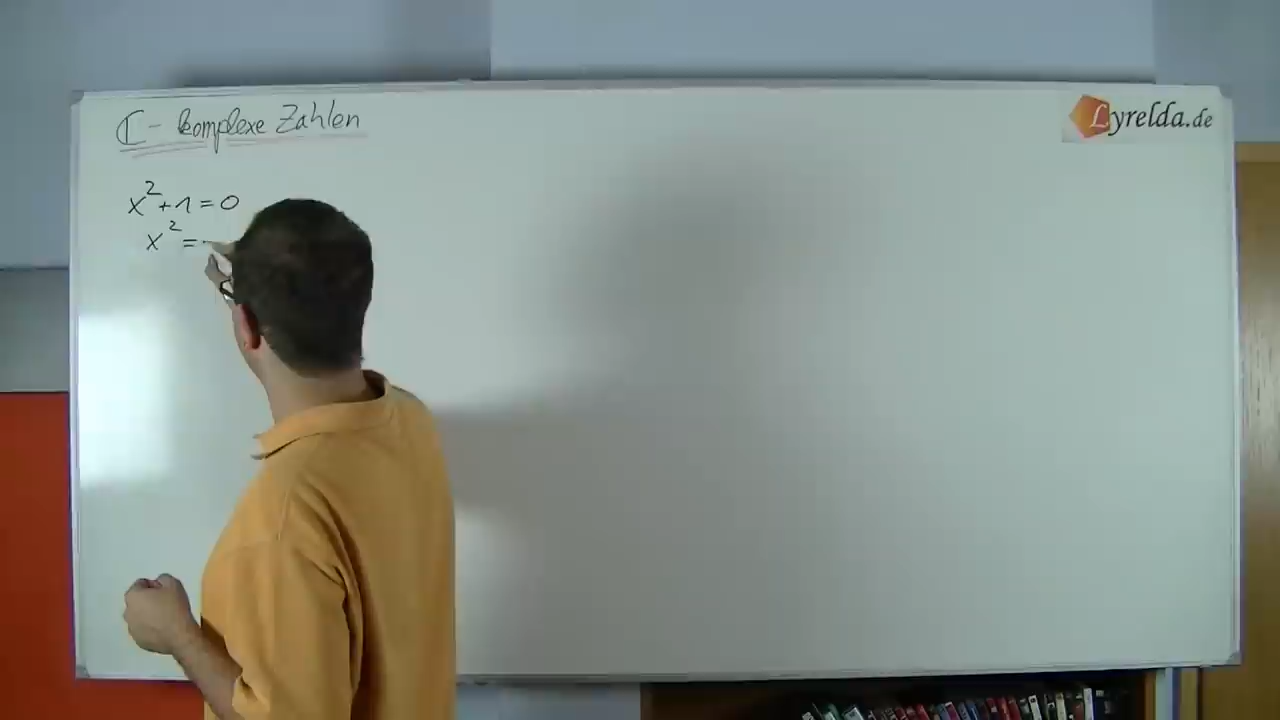 ℂ - komplexe Zahlen
Lyrelda.de
x² + 1 = 0
x² = -